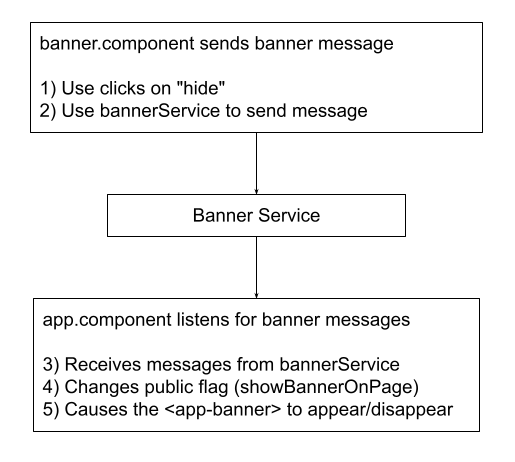 banner.component sends banner message
1) Use clicks on "hide"
2) Use bannerService to send message
Banner Service
app.component listens for banner messages
3) Receives messages from bannerService
4) Changes public flag (showBannerOnPage)
5) Causes the <app-banner> to appear/disappear